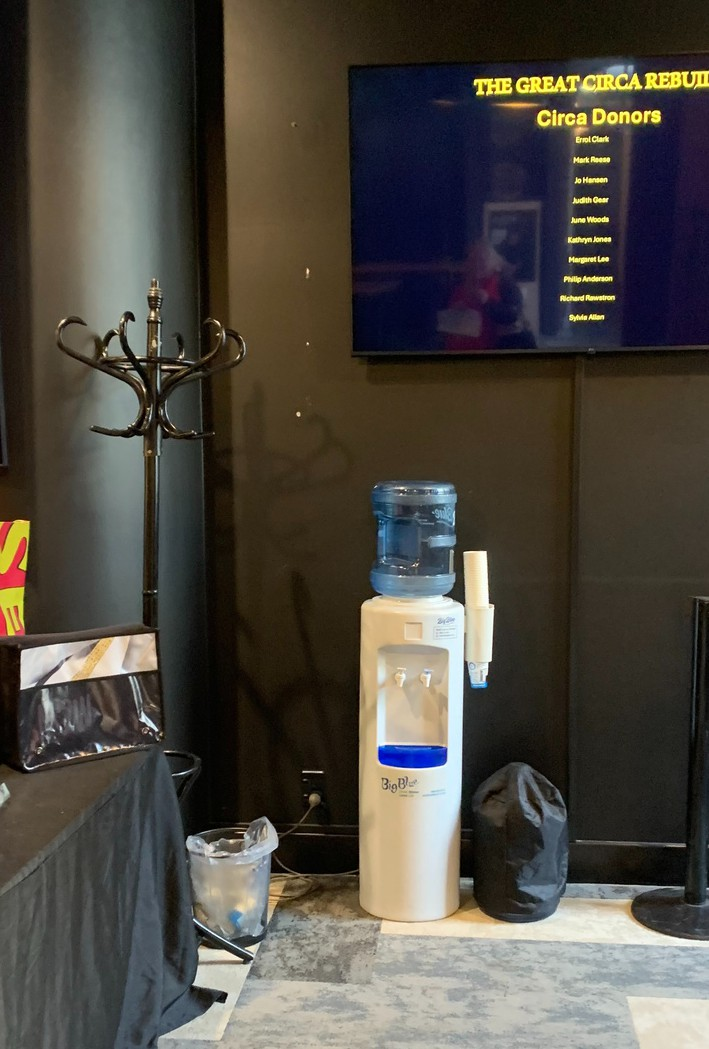 THE GREAT CIRCA REBUIL
Circa Donors
Errol Clark
Mark Reese
Jo Hansen
Judith Gear
June Woods
Kathryn Jones
Margaret Lee
Philip Anderson
Richard Rawstron
Sylvia Allan
BigBlue